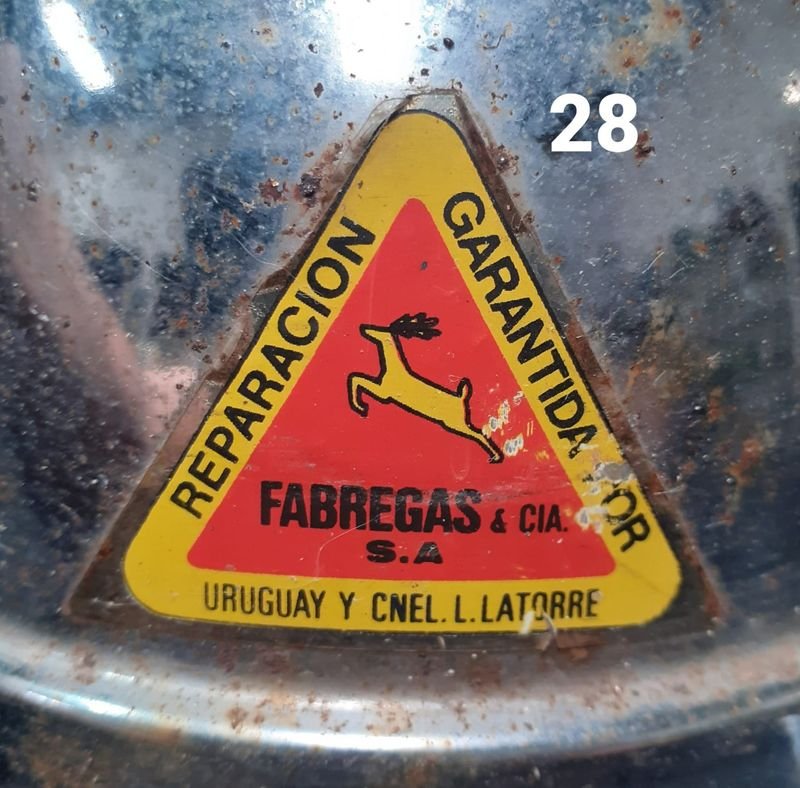 28
REPARACION
GARANTIDA POR
FABREGAS & CIA.
S.A
URUGUAY Y CNEL. L. LATORRE